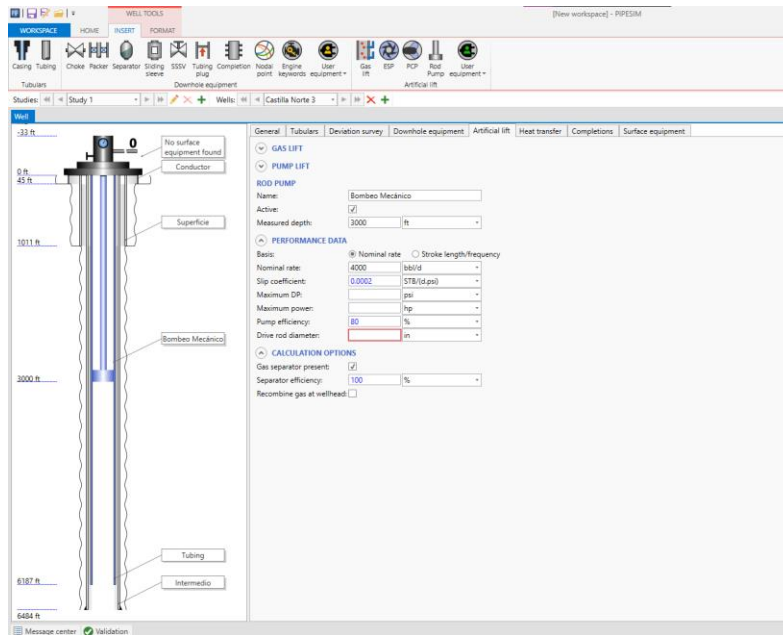 WELL TOOLS
[New workspace] - PIPESIM
WORKSPACE HOME INSERT FORMAT
Casing Tubing Choke Packer Separator Sliding sleeve SSSV Tubing plug Completion Nodal point Engine keywords User equipment Gas lift ESP PCP Rod Pump User equipment
Tubulars Downhole equipment Artificial lift
Studies: Study 1 Wells: Castilla Norte 3
Well
-33 ft
0
No surface equipment found
0 ft
Conductor
45 ft
Superficie
1011 ft
Bombeo Mecánico
3000 ft
Tubing
6187 ft
Intermedio
6484 ft
General Tubulars Deviation survey Downhole equipment Artificial lift Heat transfer Completions Surface equipment
GAS LIFT
PUMP LIFT
ROD PUMP
Name: Bombeo Mecánico
Active:
Measured depth: 3000 ft
PERFORMANCE DATA
Basis: Nominal rate Stroke length/frequency
Nominal rate: 4000 bbl/d
Slip coefficient: 0.0002 STB/(d.psi)
Maximum DP: psi
Maximum power: hp
Pump efficiency: 80 %
Drive rod diameter: in
CALCULATION OPTIONS
Gas separator present:
Separator efficiency: 100 %
Recombine gas at wellhead:
Message center Validation